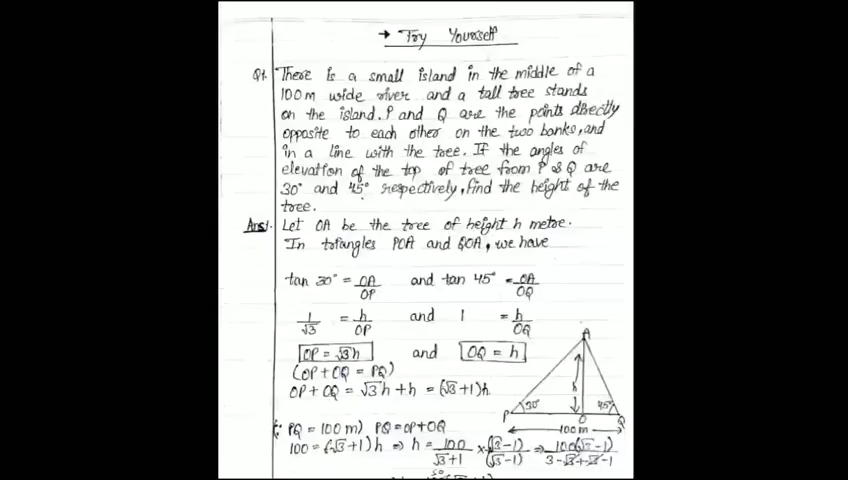 → Try Yourself
Q1. There is a small island in the middle of a
100m wide river and a tall tree stands
on the island. P and Q are the points directly
opposite to each other on the two banks, and
in a line with the tree. If the angles of
elevation of the top of tree from P & Q are
30° and 45° respectively, find the height of the
tree.
Ans1. Let OA be the tree of height h metre.
In triangles POA and QOA, we have
tan 30° = OA/OP and tan 45° = OA/OQ
1/√3 = h/OP and 1 = h/OQ
OP = √3h and OQ = h
(OP + OQ = PQ)
OP + OQ = √3h + h = (√3+1)h
A
h
P 30° O 45° Q
100m
(∵ PQ = 100m) PQ = OP + OQ
100 = (√3+1)h ⇒ h = 100/√3+1 × (√3-1)/(√3-1) ⇒ 100(√3-1)/3-√3+√3-1